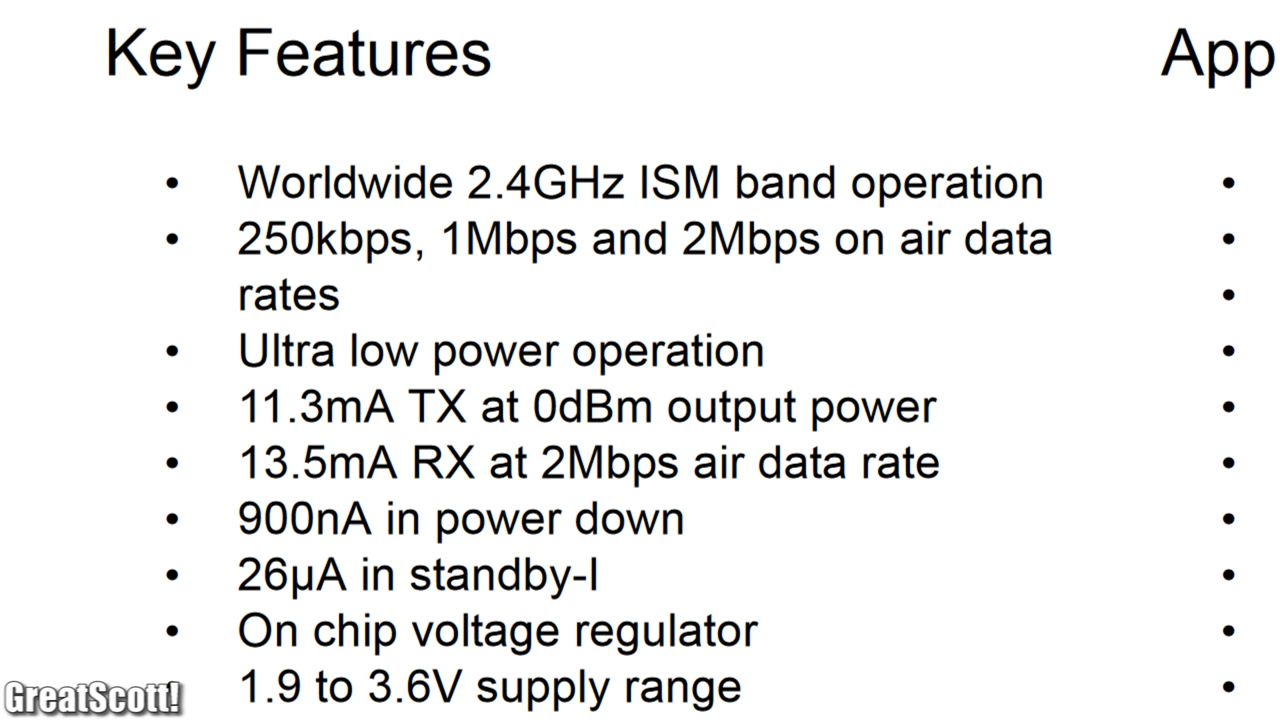 Key Features
App
• Worldwide 2.4GHz ISM band operation
• 250kbps, 1Mbps and 2Mbps on air data
rates
• Ultra low power operation
• 11.3mA TX at 0dBm output power
• 13.5mA RX at 2Mbps air data rate
• 900nA in power down
• 26µA in standby-I
• On chip voltage regulator
• 1.9 to 3.6V supply range
GreatScott!